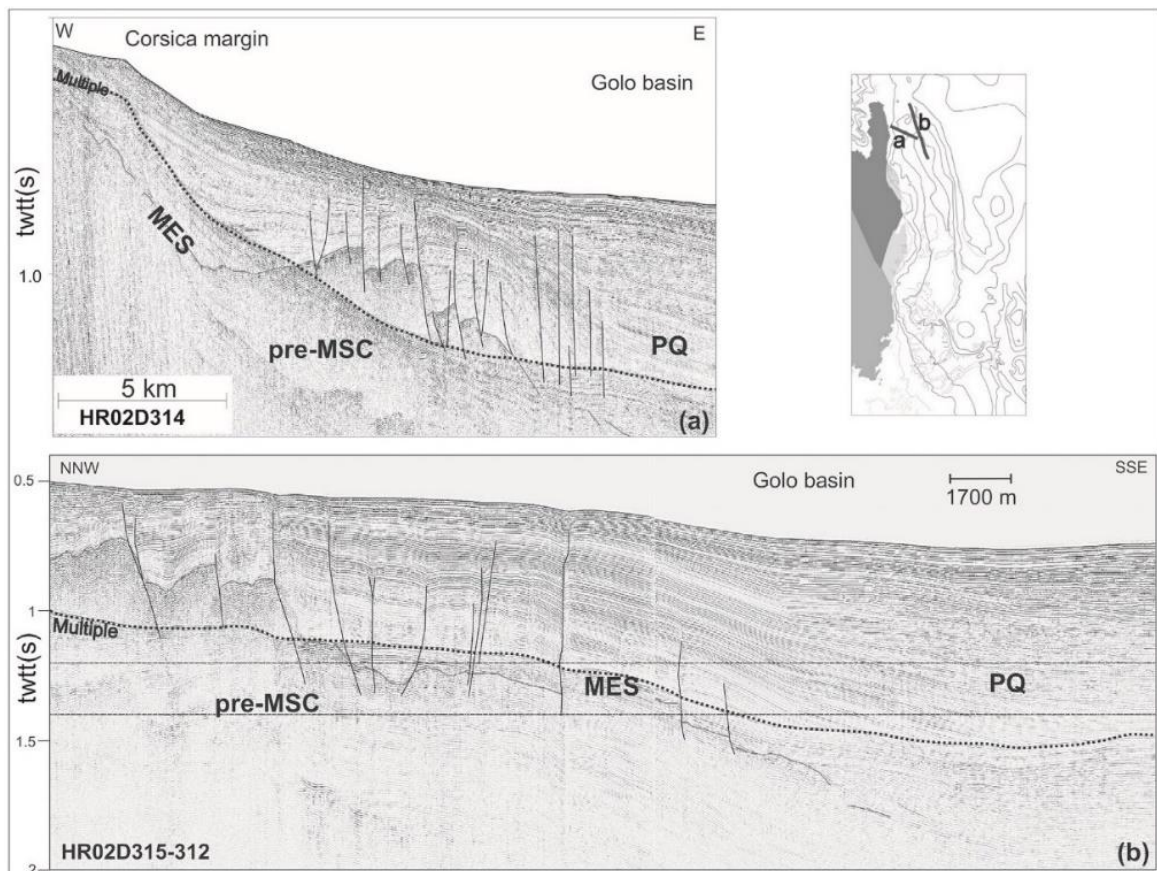 W
E
Corsica margin
Golo basin
Multiple
MES
twtt(s)
1.0
pre-MSC
PQ
5 km
HR02D314
(a)
a
b
NNW
SSE
0.5
Golo basin
1700 m
1
Multiple
twtt(s)
pre-MSC
MES
PQ
1.5
HR02D315-312
(b)
2